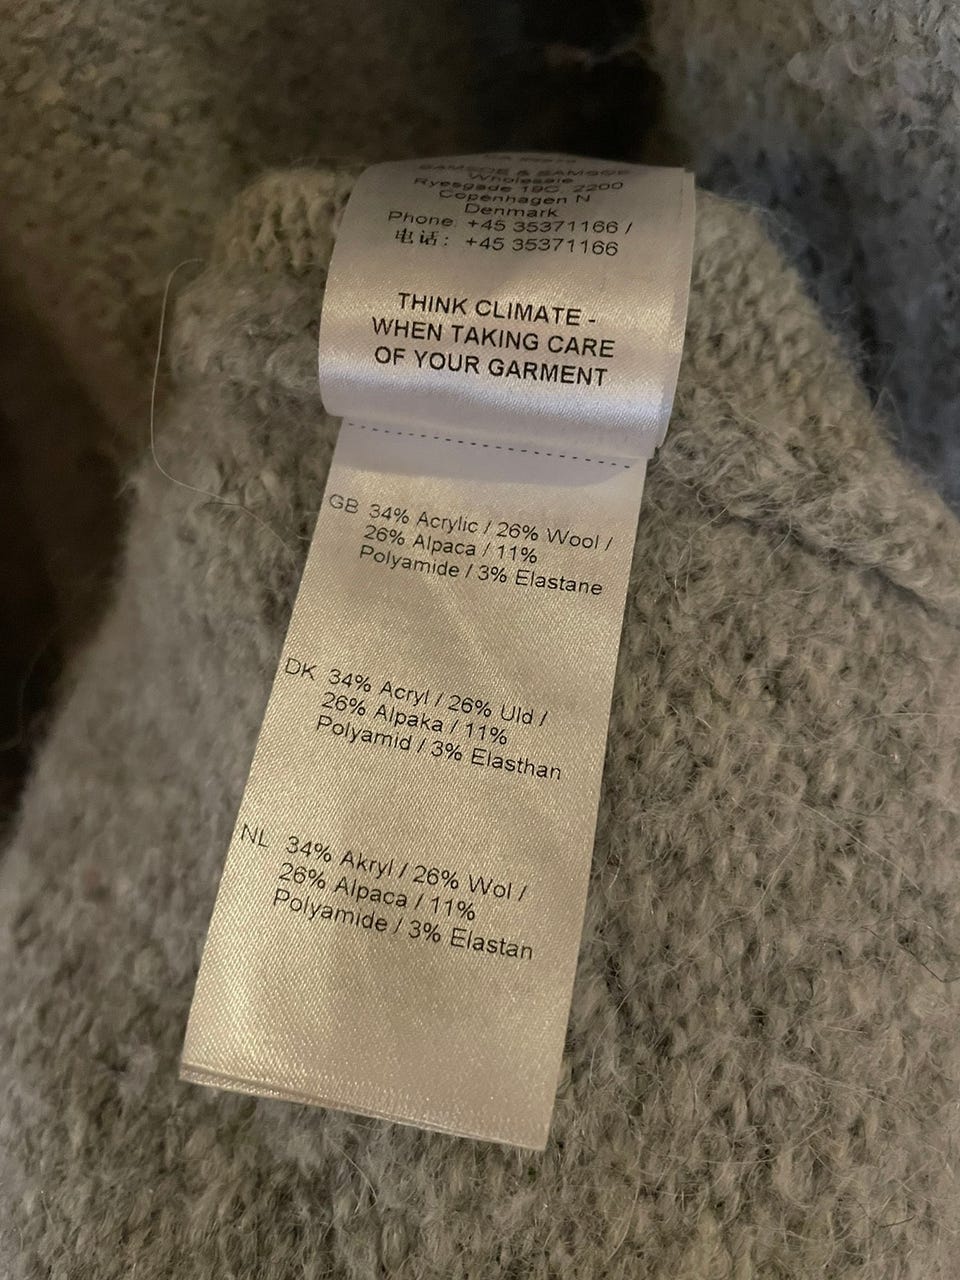 SAMSØE & SAMSØE
Wholesale
Ryesgade 19C, 2200
Copenhagen N
Denmark
Phone: +45 35371166 /
电话: +45 35371166
THINK CLIMATE -
WHEN TAKING CARE
OF YOUR GARMENT
GB 34% Acrylic / 26% Wool /
26% Alpaca / 11%
Polyamide / 3% Elastane
DK 34% Acryl / 26% Uld /
26% Alpaka / 11%
Polyamid / 3% Elasthan
NL 34% Akryl / 26% Wol /
26% Alpaca / 11%
Polyamide / 3% Elastan